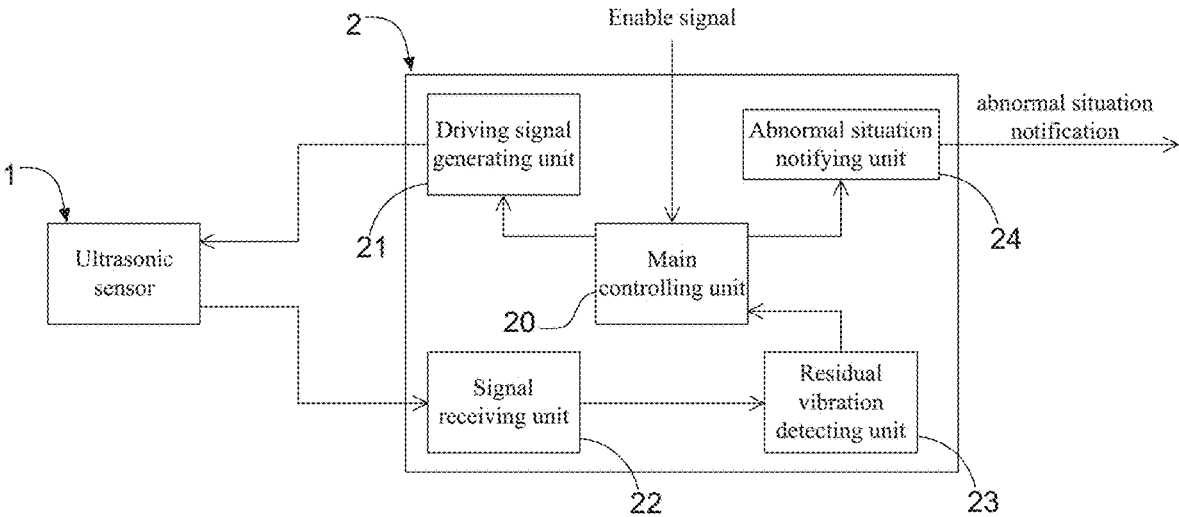 Enable signal
2
Driving signal
generating unit
Abnormal situation
notifying unit
abnormal situation
notification
1
21
24
Ultrasonic
sensor
Main
controlling unit
20
Signal
receiving unit
Residual
vibration
detecting unit
22
23